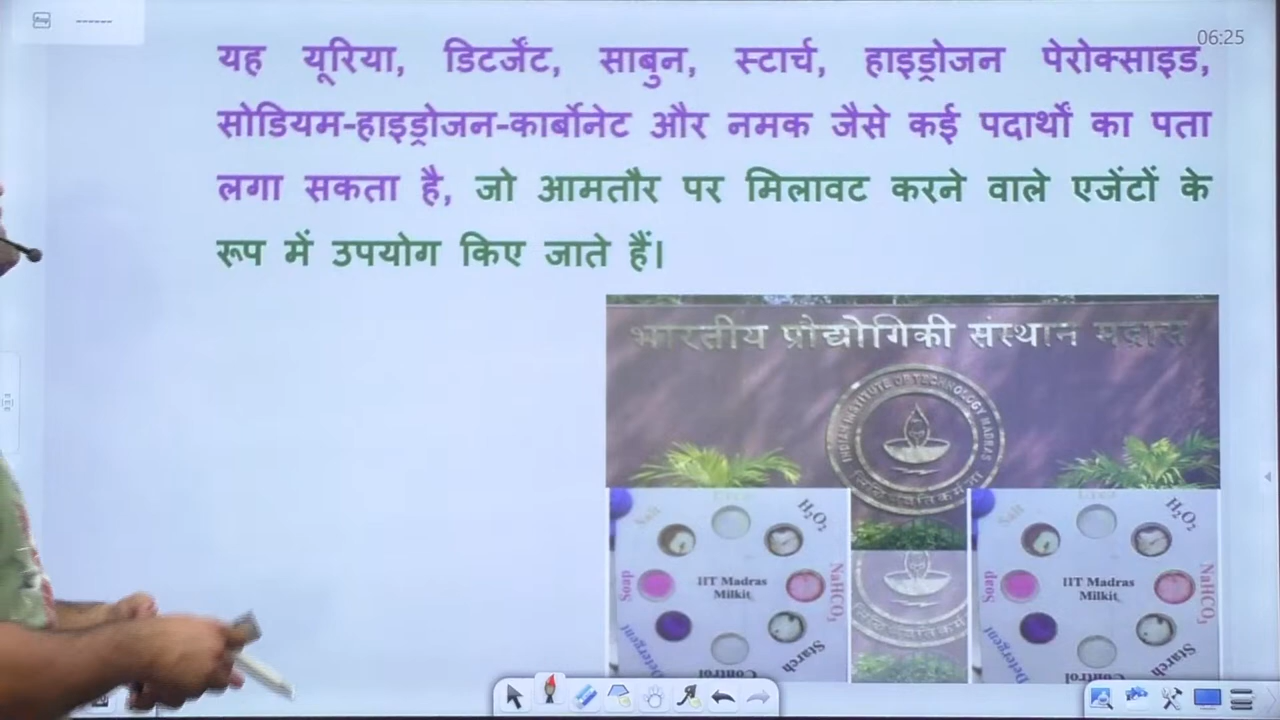 06:25
यह यूरिया, डिटर्जेंट, साबुन, स्टार्च, हाइड्रोजन पेरोक्साइड,
सोडियम-हाइड्रोजन-कार्बोनेट और नमक जैसे कई पदार्थों का पता
लगा सकता है, जो आमतौर पर मिलावट करने वाले एजेंटों के
रूप में उपयोग किए जाते हैं।
भारतीय प्रौद्योगिकी संस्थान मद्रास
INDIAN INSTITUTE OF TECHNOLOGY MADRAS
Salt
H₂O₂
Soap
IIT Madras
Milkit
NaHCO₃
Detergent
Control
Starch
Salt
H₂O₂
Soap
IIT Madras
Milkit
NaHCO₃
Detergent
Control
Starch